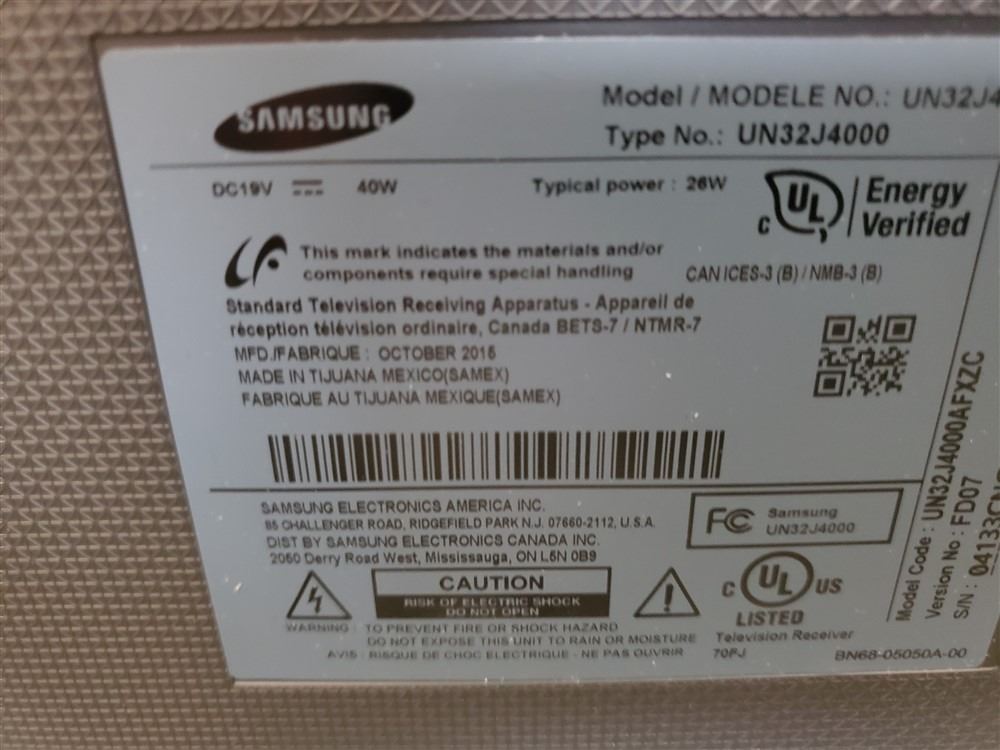 SAMSUNG
Model / MODELE NO.: UN32J4
Type No.: UN32J4000
DC19V 40W Typical power : 26W
C UL Energy Verified
This mark indicates the materials and/or
components require special handling
CAN ICES-3 (B) / NMB-3 (B)
Standard Television Receiving Apparatus - Appareil de
réception télévision ordinaire, Canada BETS-7 / NTMR-7
MFD./FABRIQUE : OCTOBER 2015
MADE IN TIJUANA MEXICO(SAMEX)
FABRIQUE AU TIJUANA MEXIQUE(SAMEX)
SAMSUNG ELECTRONICS AMERICA INC.
85 CHALLENGER ROAD, RIDGEFIELD PARK N.J. 07660-2112, U.S.A.
DIST BY SAMSUNG ELECTRONICS CANADA INC.
2050 Derry Road West, Mississauga, ON L5N 0B9
FC Samsung
UN32J4000
CAUTION
RISK OF ELECTRIC SHOCK
DO NOT OPEN
WARNING : TO PREVENT FIRE OR SHOCK HAZARD
DO NOT EXPOSE THIS UNIT TO RAIN OR MOISTURE
AVIS : RISQUE DE CHOC ELECTRIQUE - NE PAS OUVRIR
C UL US
LISTED
Television Receiver
70PJ
BN68-05050A-00
Model Code : UN32J4000AFXZC
Version No : FD07
S/N : 04133C